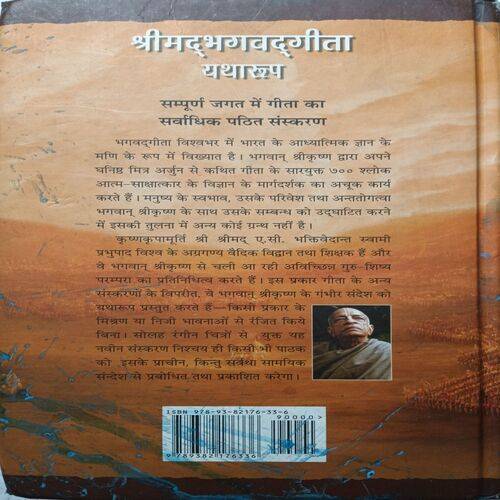 श्रीमद्भगवद्गीता
यथारूप
सम्पूर्ण जगत में गीता का
सर्वाधिक पठित संस्करण
भगवद्गीता विश्वभर में भारत के आध्यात्मिक ज्ञान के
मणि के रूप में विख्यात है। भगवान् श्रीकृष्ण द्वारा अपने
घनिष्ठ मित्र अर्जुन से कथित गीता के सारयुक्त ७०० श्लोक
आत्म-साक्षात्कार के विज्ञान के मार्गदर्शक का अचूक कार्य
करते हैं। मनुष्य के स्वभाव, उसके परिवेश तथा अन्ततोगत्वा
भगवान् श्रीकृष्ण के साथ उसके सम्बन्ध को उद्घाटित करने
में इसकी तुलना में अन्य कोई ग्रंथ नहीं है।
कृष्णकृपामूर्ति श्री श्रीमद् ए.सी. भक्तिवेदान्त स्वामी
प्रभुपाद विश्व के अग्रगण्य वैदिक विद्वान तथा शिक्षक हैं और
वे भगवान् श्रीकृष्ण से चली आ रही अविच्छिन्न गुरु-शिष्य
परम्परा का प्रतिनिधित्व करते हैं। इस प्रकार गीता के अन्य
संस्करणों के विपरीत, वे भगवान् श्रीकृष्ण के गंभीर संदेश को
यथारूप प्रस्तुत करते हैं—किसी प्रकार के
मिश्रण या निजी भावनाओं से रंजित किये
बिना। सोलह रंगीन चित्रों से युक्त यह
नवीन संस्करण निश्चय ही किसी भी पाठक
को इसके प्राचीन, किन्तु सर्वथा सामयिक
संन्देश से प्रबोधित तथा प्रकाशित करेगा।
ISBN 978-93-82176-33-6
90000>
9789382176336